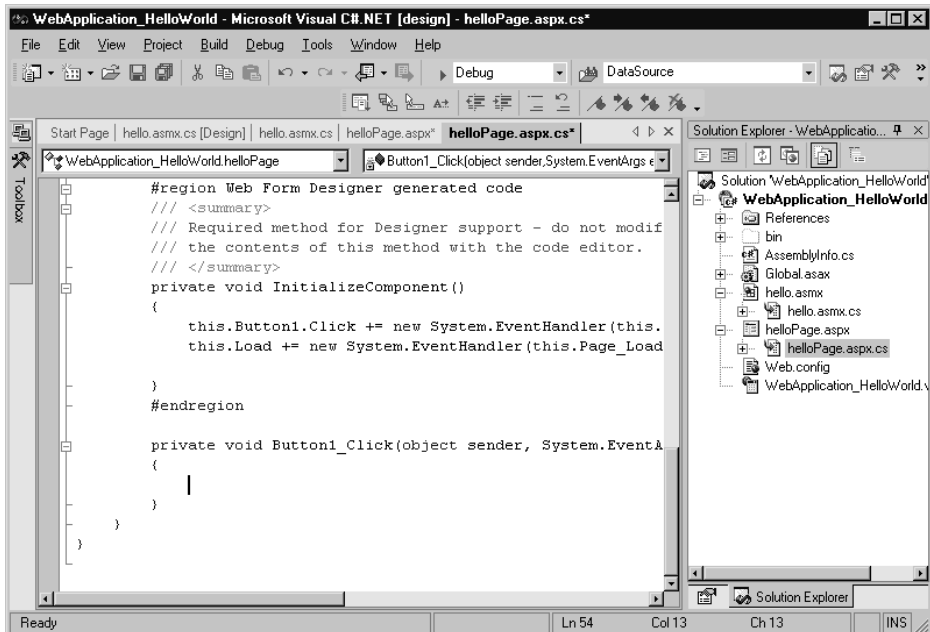 WebApplication_HelloWorld - Microsoft Visual C#.NET [design] - helloPage.aspx.cs*
File Edit View Project Build Debug Tools Window Help
Debug DataSource
Start Page hello.asmx.cs [Design] hello.asmx.cs helloPage.aspx* helloPage.aspx.cs*
WebApplication_HelloWorld.helloPage Button1_Click(object sender,System.EventArgs e
Toolbox
#region Web Form Designer generated code
/// <summary>
/// Required method for Designer support - do not modif
/// the contents of this method with the code editor.
/// </summary>
private void InitializeComponent()
{
this.Button1.Click += new System.EventHandler(this.
this.Load += new System.EventHandler(this.Page_Load
}
#endregion
private void Button1_Click(object sender, System.EventA
{
}
}
}
Solution Explorer - WebApplicatio...
Solution 'WebApplication_HelloWorld'
WebApplication_HelloWorld
References
bin
AssemblyInfo.cs
Global.asax
hello.asmx
hello.asmx.cs
helloPage.aspx
helloPage.aspx.cs
Web.config
WebApplication_HelloWorld.v
Solution Explorer
Ready Ln 54 Col 13 Ch 13 INS